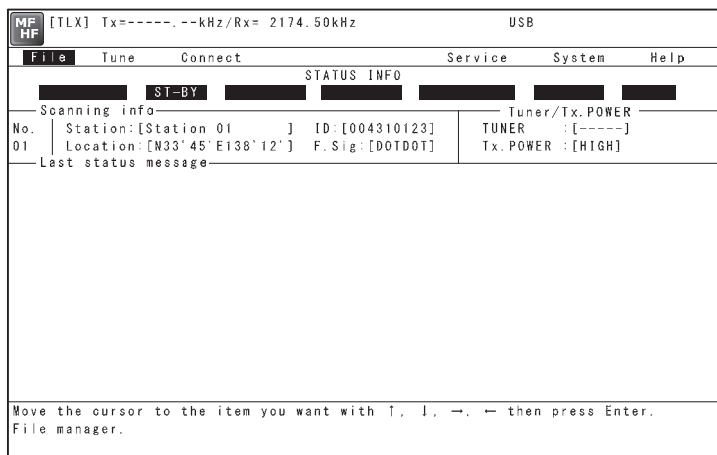 MF
HF
[TLX] Tx=-----.--kHz/Rx= 2174.50kHz USB
File Tune Connect Service System Help
STATUS INFO
ST-BY
Scanning info Tuner/Tx.POWER
No. Station:[Station 01 ] ID:[004310123] TUNER :[-----]
01 Location:[N33°45'E138°12'] F.Sig:[DOTDOT] Tx.POWER :[HIGH]
Last status message
Move the cursor to the item you want with ↑, ↓, →, ← then press Enter.
File manager.